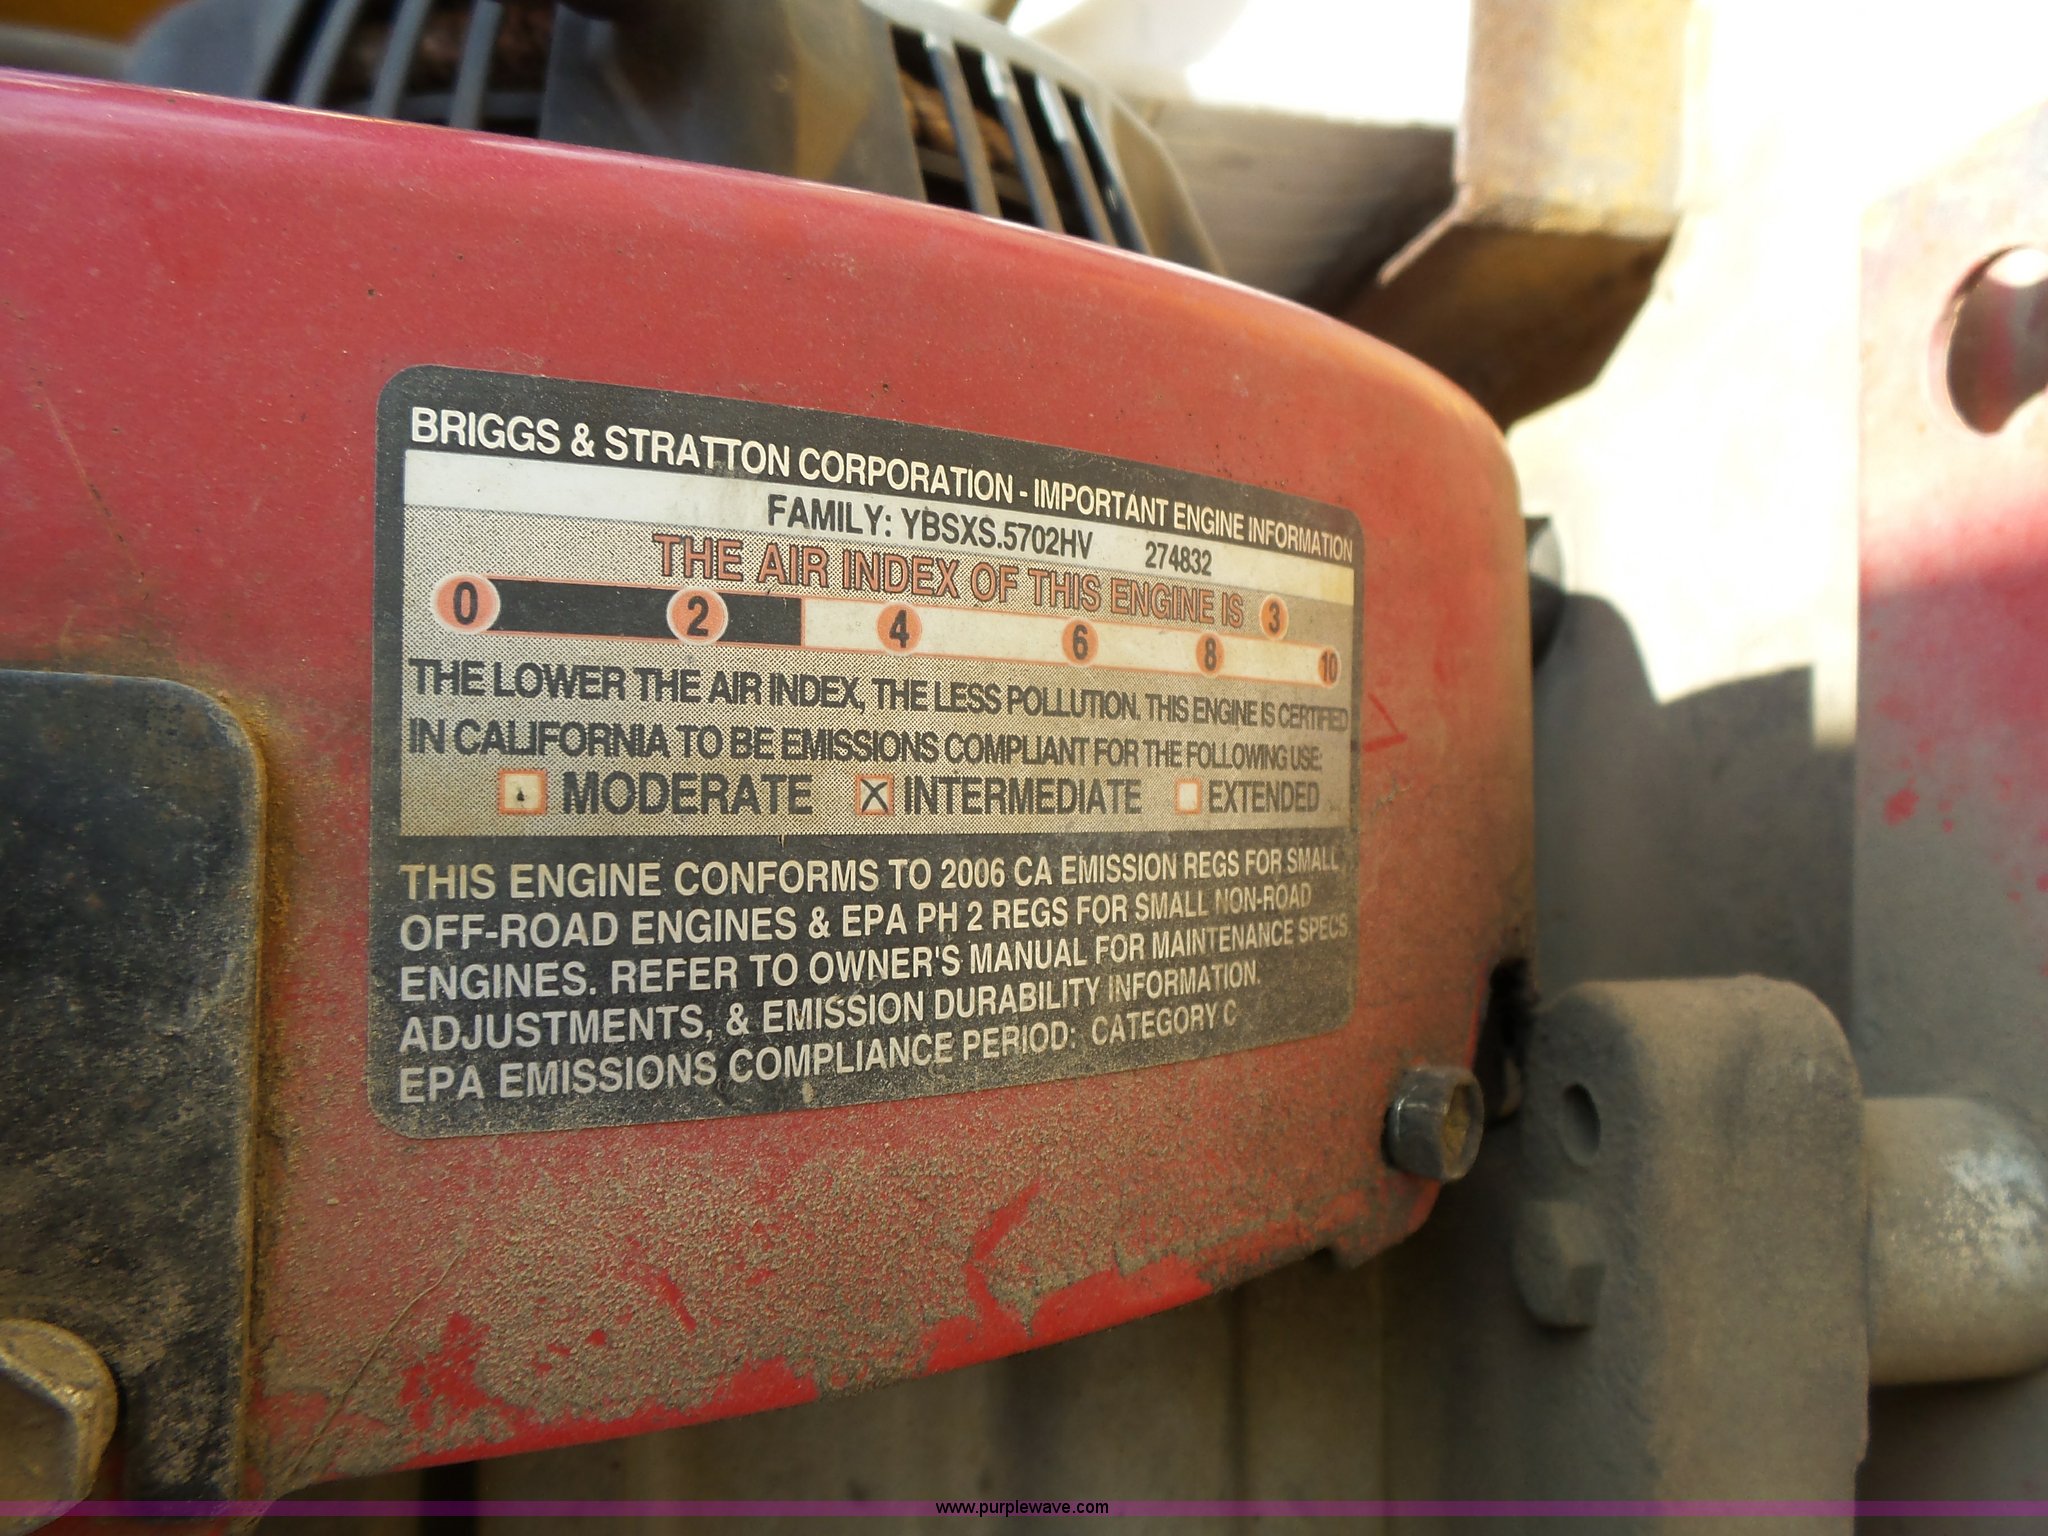 BRIGGS & STRATTON CORPORATION - IMPORTANT ENGINE INFORMATION
FAMILY: YBSXS.5702HV 274832
THE AIR INDEX OF THIS ENGINE IS 3
0 2 4 6 8 10
THE LOWER THE AIR INDEX, THE LESS POLLUTION. THIS ENGINE IS CERTIFIED
IN CALIFORNIA TO BE EMISSIONS COMPLIANT FOR THE FOLLOWING USE:
MODERATE INTERMEDIATE EXTENDED
THIS ENGINE CONFORMS TO 2006 CA EMISSION REGS FOR SMALL
OFF-ROAD ENGINES & EPA PH 2 REGS FOR SMALL NON-ROAD
ENGINES. REFER TO OWNER'S MANUAL FOR MAINTENANCE SPECS
ADJUSTMENTS, & EMISSION DURABILITY INFORMATION.
EPA EMISSIONS COMPLIANCE PERIOD: CATEGORY C
www.purplewave.com